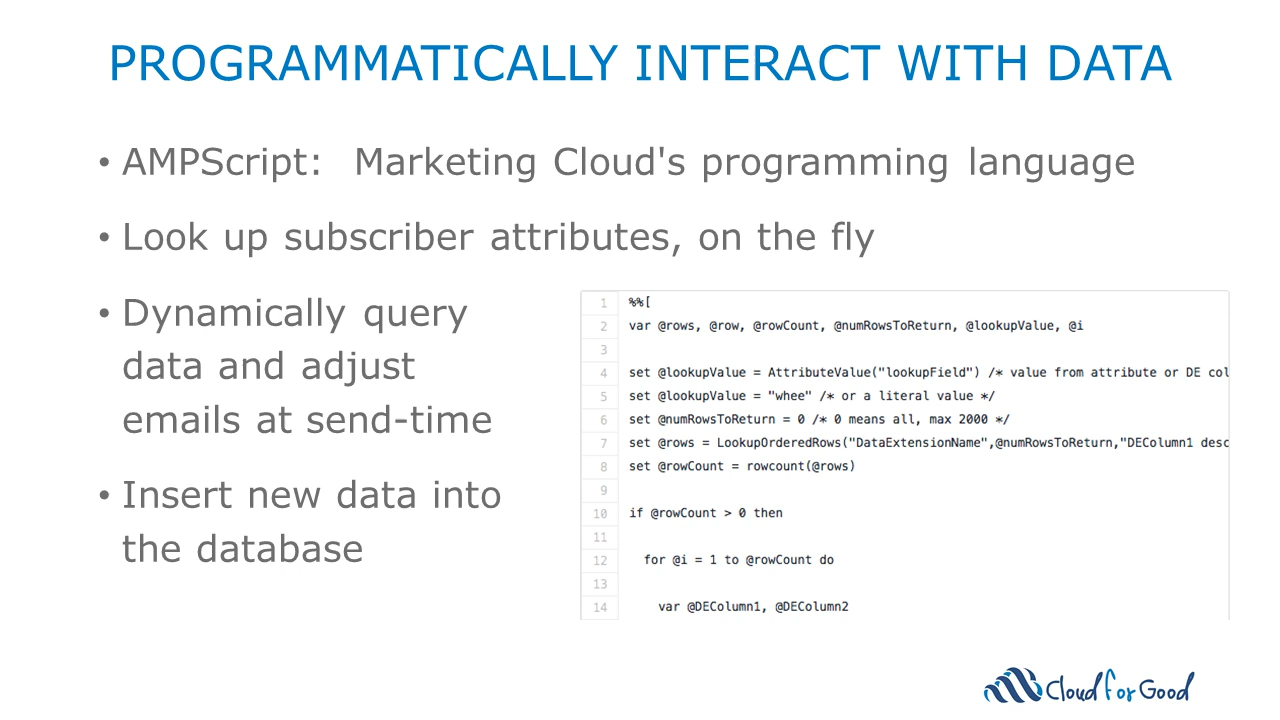 PROGRAMMATICALLY INTERACT WITH DATA
• AMPScript:  Marketing Cloud's programming language
• Look up subscriber attributes, on the fly
• Dynamically query
data and adjust
emails at send-time
• Insert new data into
the database
1 %%[
2 var @rows, @row, @rowCount, @numRowsToReturn, @lookupValue, @i
3
4 set @lookupValue = AttributeValue("lookupField") /* value from attribute or DE col
5 set @lookupValue = "whee" /* or a literal value */
6 set @numRowsToReturn = 0 /* 0 means all, max 2000 */
7 set @rows = LookupOrderedRows("DataExtensionName",@numRowsToReturn,"DEColumn1 desc
8 set @rowCount = rowcount(@rows)
9
10 if @rowCount > 0 then
11
12 for @i = 1 to @rowCount do
13
14 var @DEColumn1, @DEColumn2
Cloud for Good